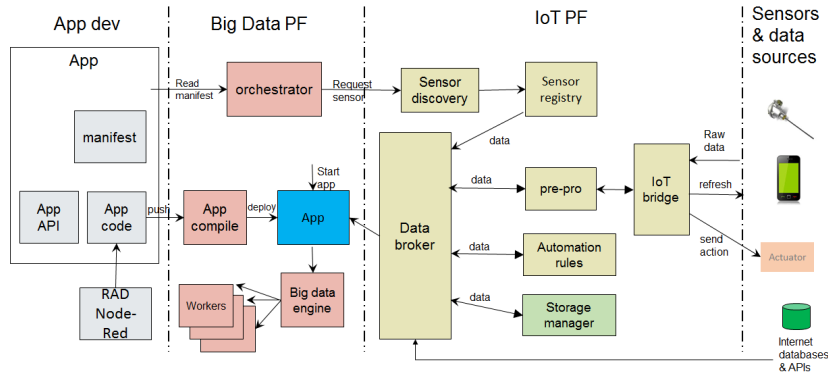 App dev
Big Data PF
IoT PF
Sensors
& data
sources
App
Read
manifest
orchestrator
Request
sensor
Sensor
discovery
Sensor
registry
manifest
data
Raw
data
Start
app
App
API
App
code
push
App
compile
deploy
App
Data
broker
data
pre-pro
IoT
bridge
refresh
send
action
Actuator
data
Automation
rules
RAD
Node-
Red
Workers
Big data
engine
data
Storage
manager
Internet
databases
& APIs